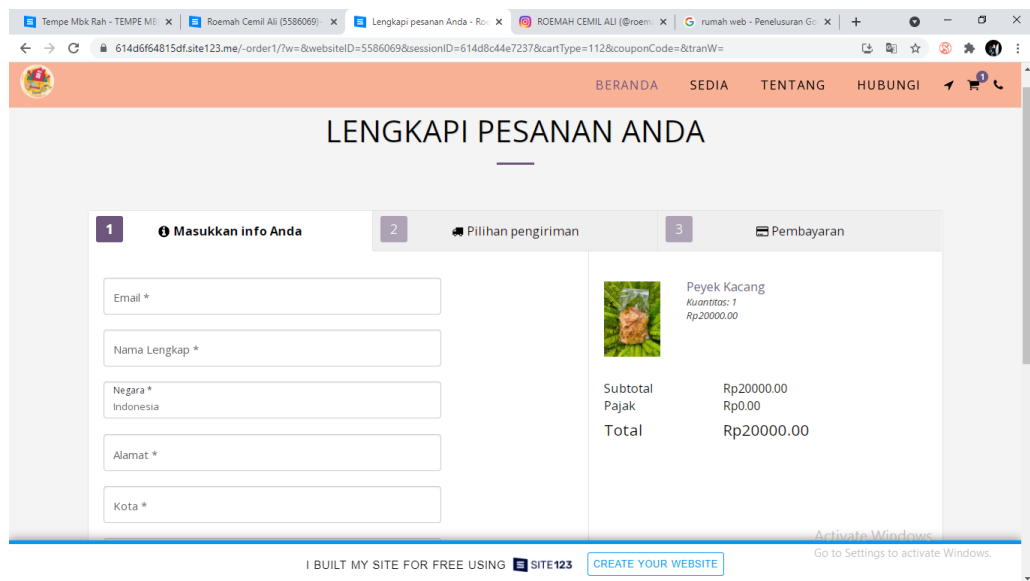 Tempe Mbk Rah - TEMPE MB
Roemah Cemil Ali (5586069)
Lengkapi pesanan Anda - Ro
ROEMAH CEMIL ALI (@roem
rumah web - Penelusuran Go
614d6f64815df.site123.me/-order1/?w=&websiteID=5586069&sessionID=614d8c44e7237&cartType=112&couponCode=&tranW=
BERANDA SEDIA TENTANG HUBUNGI 1
LENGKAPI PESANAN ANDA
1 Masukkan info Anda 2 Pilihan pengiriman 3 Pembayaran
Email *
Nama Lengkap *
Negara *
Indonesia
Alamat *
Kota *
Peyek Kacang
Kuantitas: 1
Rp20000.00
Subtotal Rp20000.00
Pajak Rp0.00
Total Rp20000.00
Activate Windows
Go to Settings to activate Windows.
I BUILT MY SITE FOR FREE USING SITE123 CREATE YOUR WEBSITE